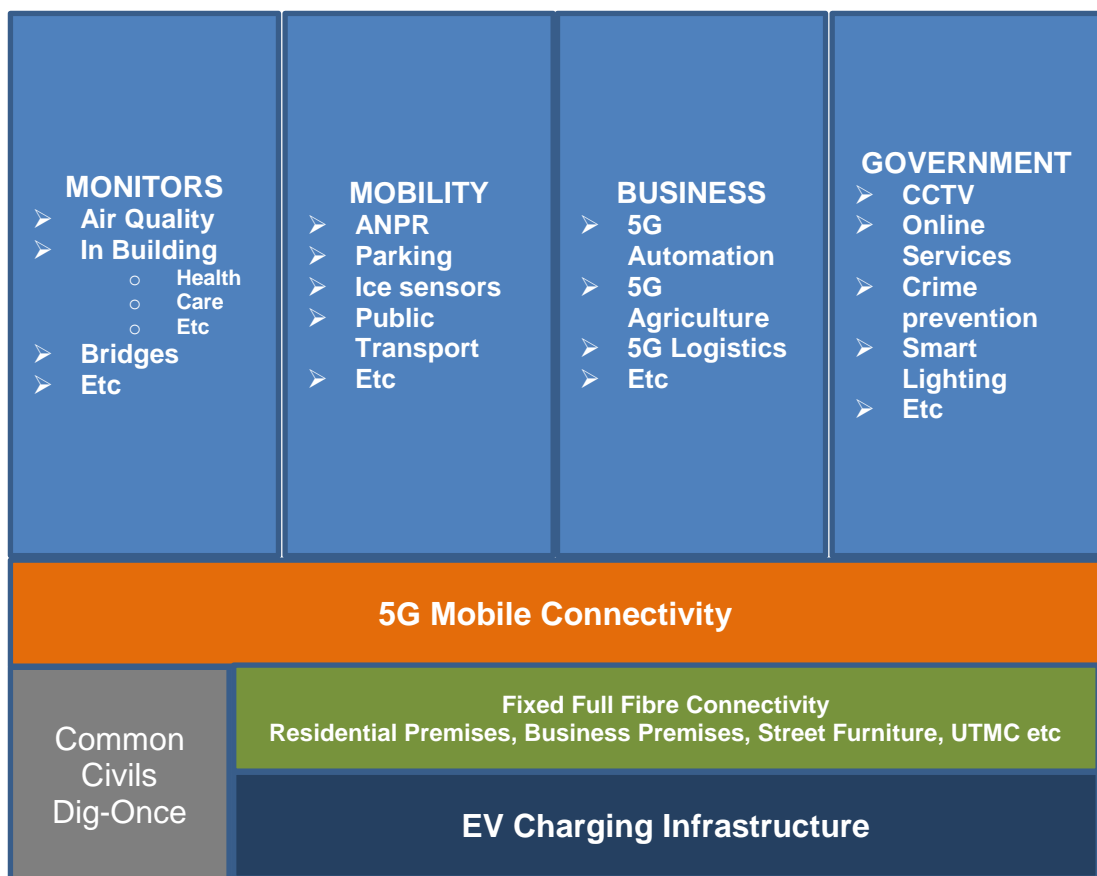 MONITORS
➢ Air Quality
➢ In Building
o Health
o Care
o Etc
➢ Bridges
➢ Etc
MOBILITY
➢ ANPR
➢ Parking
➢ Ice sensors
➢ Public
Transport
➢ Etc
BUSINESS
➢ 5G
Automation
➢ 5G
Agriculture
➢ 5G Logistics
➢ Etc
GOVERNMENT
➢ CCTV
➢ Online
Services
➢ Crime
prevention
➢ Smart
Lighting
➢ Etc
5G Mobile Connectivity
Common
Civils
Dig-Once
Fixed Full Fibre Connectivity
Residential Premises, Business Premises, Street Furniture, UTMC etc
EV Charging Infrastructure